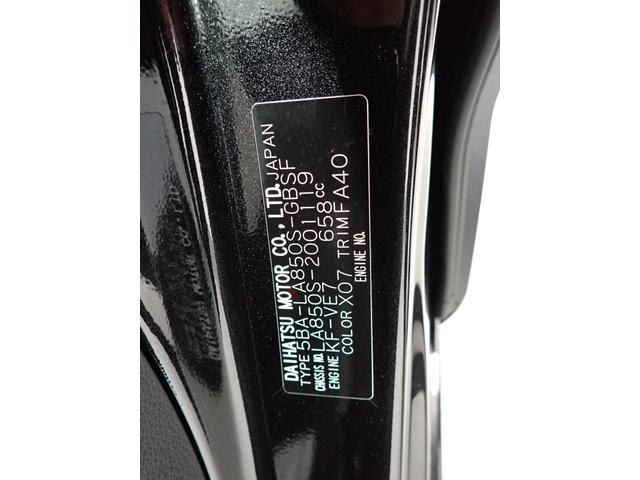 DAIHATSU MOTOR CO., LTD. JAPAN
TYPE 5BA-LA850S-GBSF
CHASSIS NO. LA850S-2001119
ENGINE KF-VE7 658cc
COLOR X07 TRIM FA40
ENGINE NO.